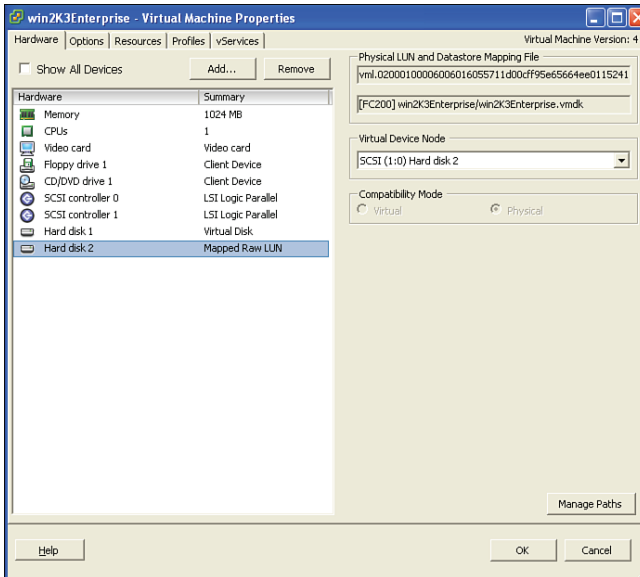 win2K3Enterprise - Virtual Machine Properties
Hardware Options Resources Profiles vServices Virtual Machine Version: 4
Show All Devices Add... Remove
Hardware Summary
Memory 1024 MB
CPUs 1
Video card Video card
Floppy drive 1 Client Device
CD/DVD drive 1 Client Device
SCSI controller 0 LSI Logic Parallel
SCSI controller 1 LSI Logic Parallel
Hard disk 1 Virtual Disk
Hard disk 2 Mapped Raw LUN
Physical LUN and Datastore Mapping File
vml.02000100006006016055711d00cff95e65664ee0115241
[FC200] win2K3Enterprise/win2K3Enterprise.vmdk
Virtual Device Node
SCSI (1:0) Hard disk 2
Compatibility Mode
Virtual Physical
Manage Paths
Help OK Cancel